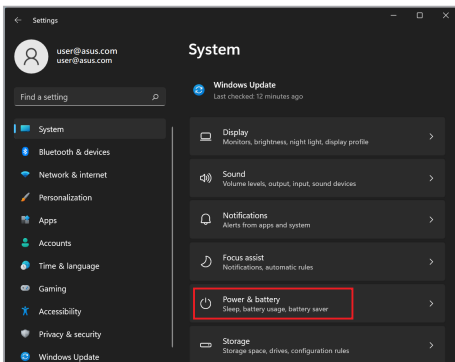 Settings
user@asus.com
user@asus.com
Find a setting
System
Bluetooth & devices
Network & internet
Personalization
Apps
Accounts
Time & language
Gaming
Accessibility
Privacy & security
Windows Update
System
Windows Update
Last checked: 12 minutes ago
Display
Monitors, brightness, night light, display profile
Sound
Volume levels, output, input, sound devices
Notifications
Alerts from apps and system
Focus assist
Notifications, automatic rules
Power & battery
Sleep, battery usage, battery saver
Storage
Storage space, drives, configuration rules